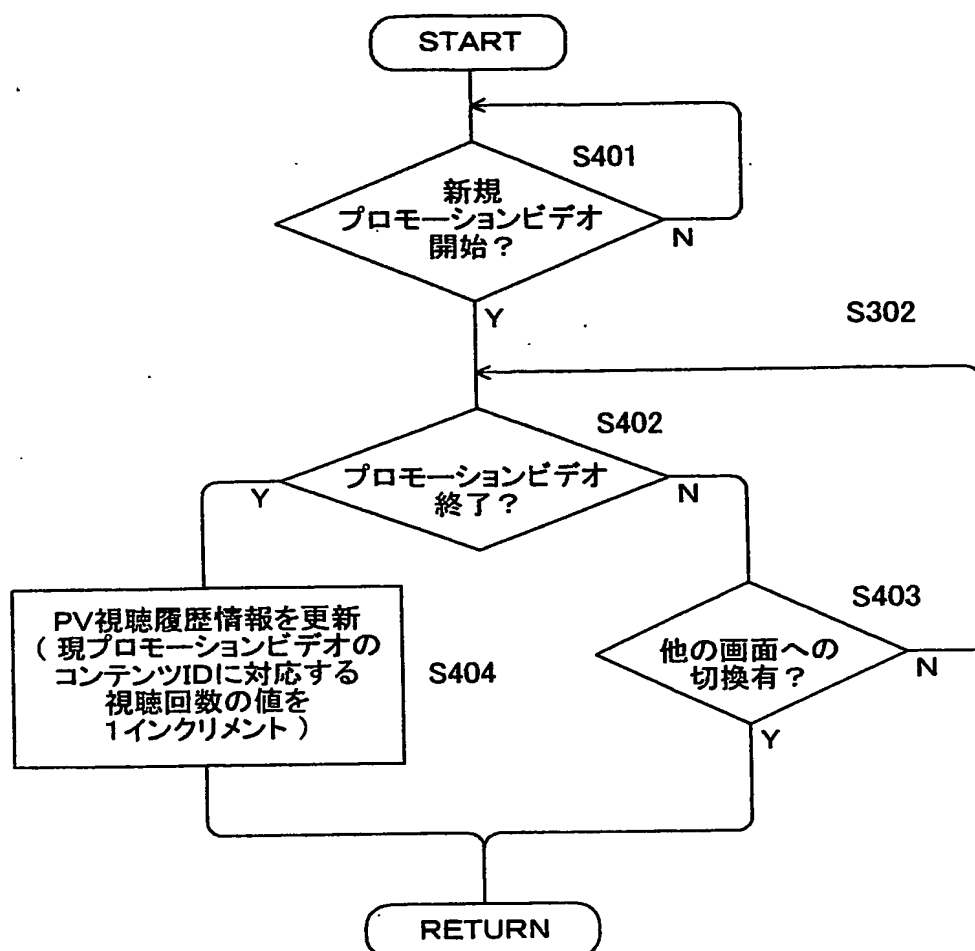 START
S401
新規
プロモーションビデオ
開始？
N
Y
S302
S402
プロモーションビデオ
終了？
Y
N
PV視聴履歴情報を更新
（現プロモーションビデオの
コンテンツIDに対応する
視聴回数の値を
1インクリメント）
S404
S403
他の画面への
切換有？
N
Y
RETURN